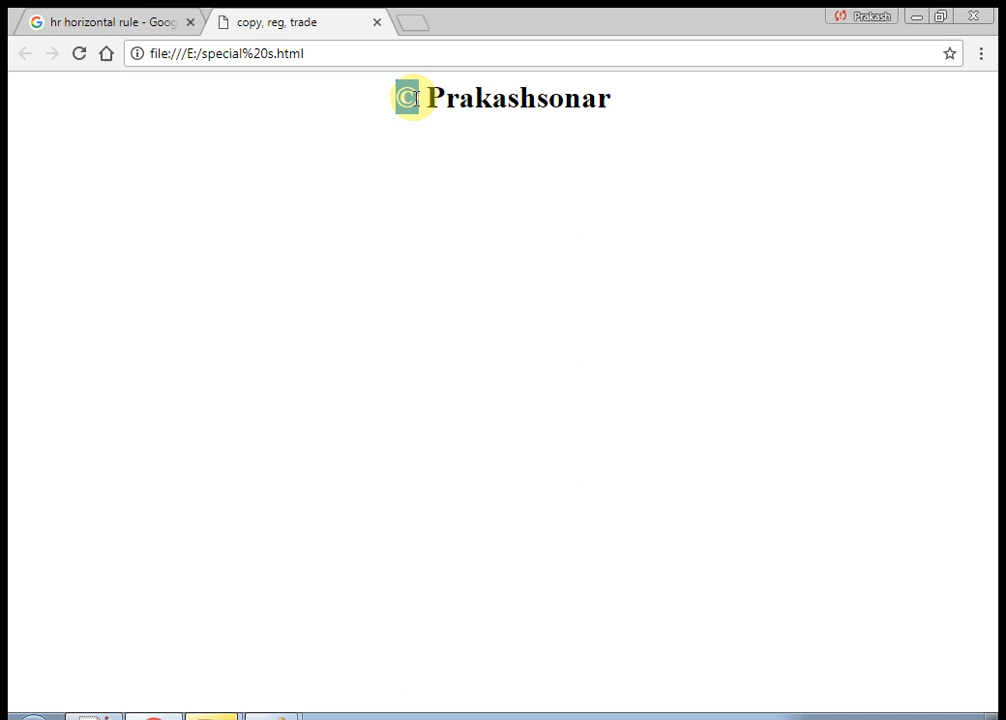 hr horizontal rule - Goog
copy, reg, trade
Prakash
file:///E:/special%20s.html
© Prakashsonar